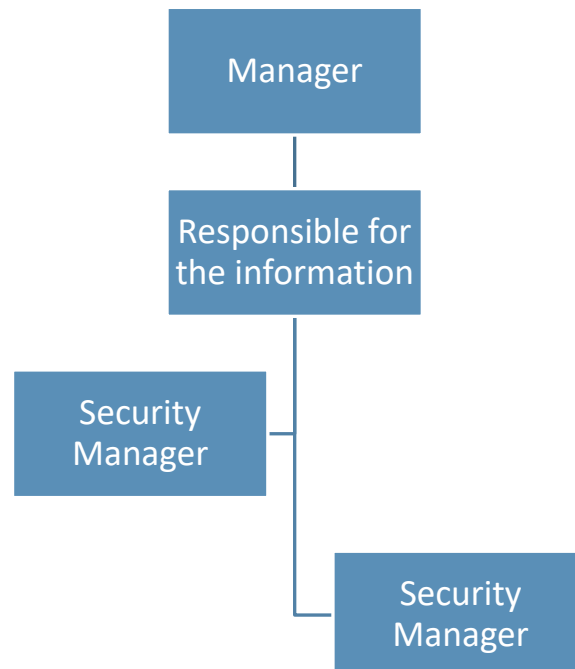 Manager
Responsible for
the information
Security
Manager
Security
Manager